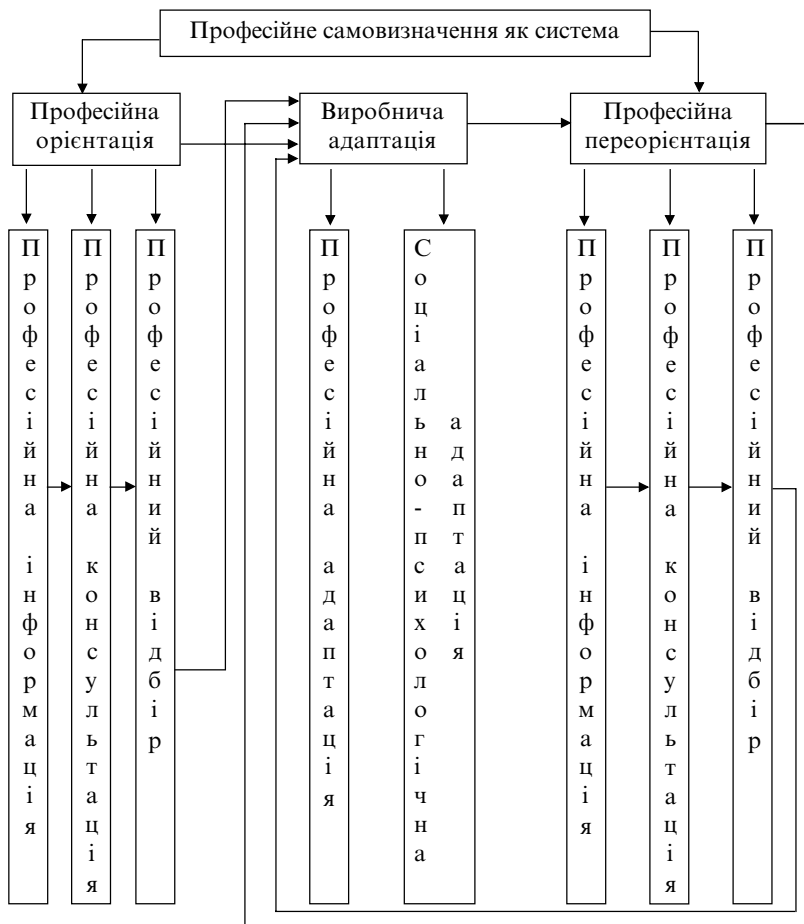 Професійне самовизначення як система
Професійна
орієнтація
Виробнича
адаптація
Професійна
переорієнтація
Професійна інформація
Професійна консультація
Професійний відбір
Професійна адаптація
Соціально-психологічна
адаптація
Професійна інформація
Професійна консультація
Професійний відбір